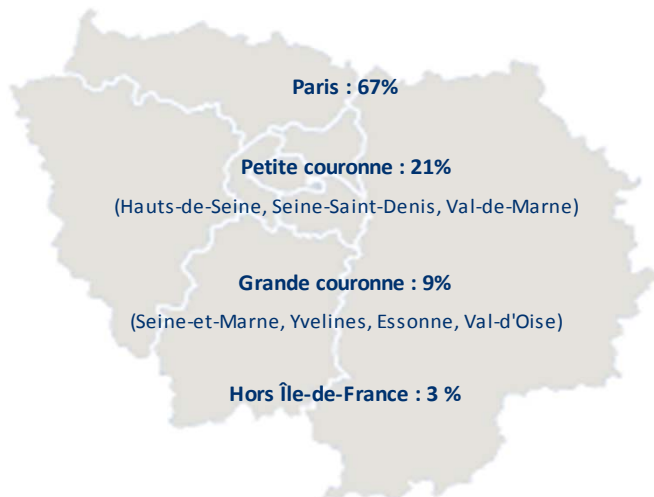 Paris : 67%
Petite couronne : 21%
(Hauts-de-Seine, Seine-Saint-Denis, Val-de-Marne)
Grande couronne : 9%
(Seine-et-Marne, Yvelines, Essonne, Val-d'Oise)
Hors Île-de-France : 3 %